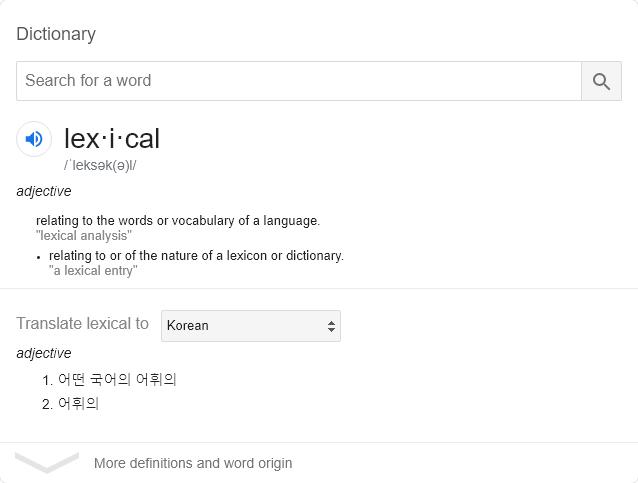 Dictionary
Search for a word
lex·i·cal
/ˈleksək(ə)l/
adjective
relating to the words or vocabulary of a language.
"lexical analysis"
• relating to or of the nature of a lexicon or dictionary.
"a lexical entry"
Translate lexical to Korean
adjective
1. 어떤 국어의 어휘의
2. 어휘의
More definitions and word origin